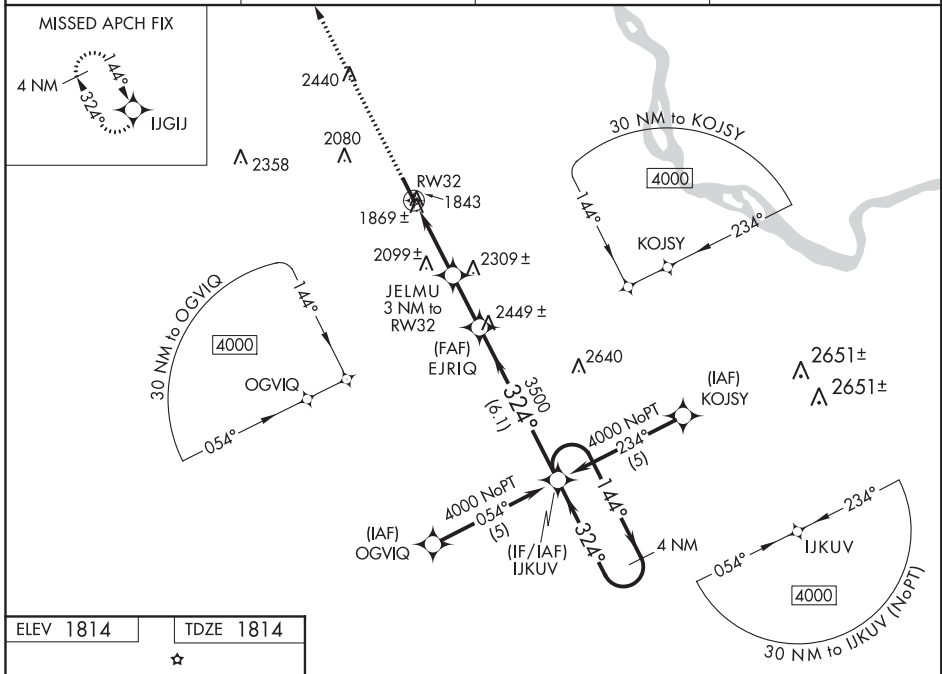 MISSED APCH FIX
4 NM
144°
324°
IJGIJ
2440
2358
2080
RW32
1843
1869 ±
2099 ±
2309 ±
JELMU
3 NM to
RW32
2449 ±
(FAF)
EJRIQ
30 NM to KOJSY
4000
144°
KOJSY
234°
30 NM to OGVIQ
4000
144°
OGVIQ
054°
2640
2651 ±
2651 ±
3500
324°
(6.1)
(IAF)
KOJSY
4000 NoPT
234°
(5)
4000 NoPT
054°
(5)
(IAF)
OGVIQ
(IF/IAF)
IJKUV
144°
324°
4 NM
234°
054°
IJKUV
4000
30 NM to IJKUV (NoPT)
ELEV 1814
TDZE 1814